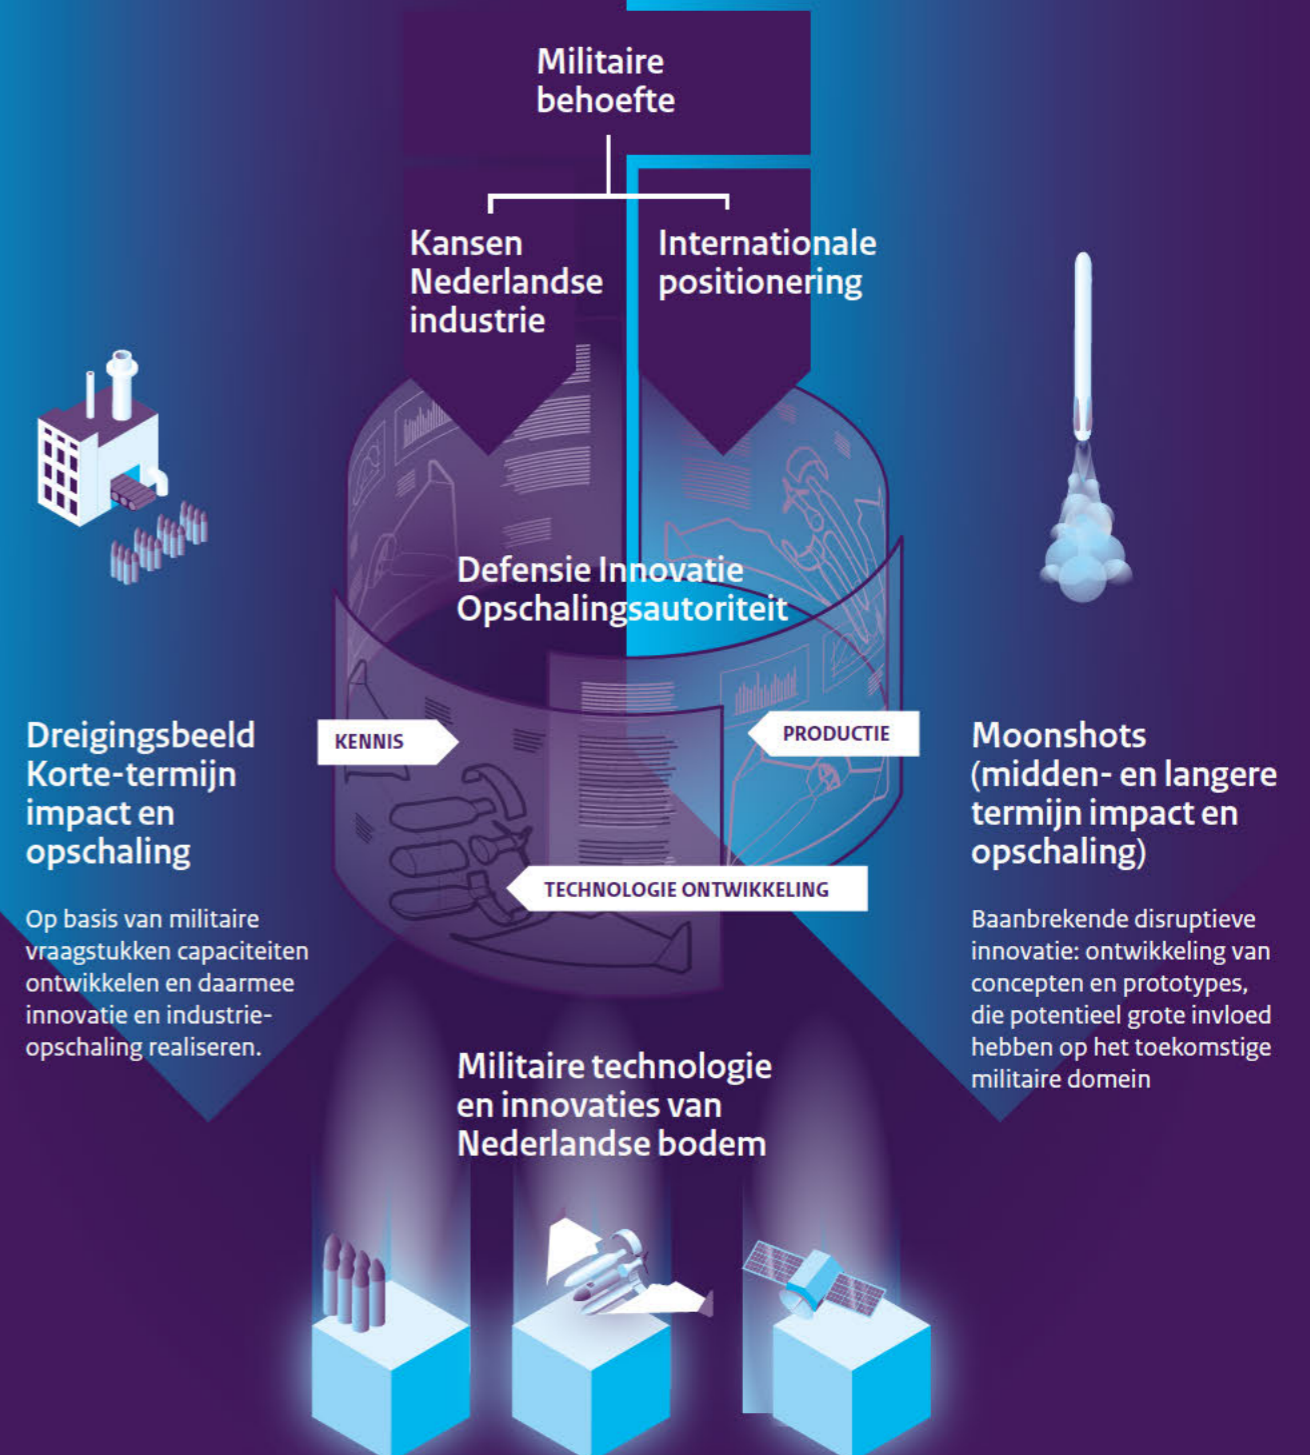 Militaire
behoefte
Kansen
Nederlandse
industrie
Internationale
positionering
Defensie Innovatie
Opschalingsautoriteit
Dreigingsbeeld
Korte-termijn
impact en
opschaling
Op basis van militaire
vraagstukken capaciteiten
ontwikkelen en daarmee
innovatie en industrie-
opschaling realiseren.
KENNIS
PRODUCTIE
TECHNOLOGIE ONTWIKKELING
Moonshots
(midden- en langere
termijn impact en
opschaling)
Baanbrekende disruptieve
innovatie: ontwikkeling van
concepten en prototypes,
die potentieel grote invloed
hebben op het toekomstige
militaire domein
Militaire technologie
en innovaties van
Nederlandse bodem